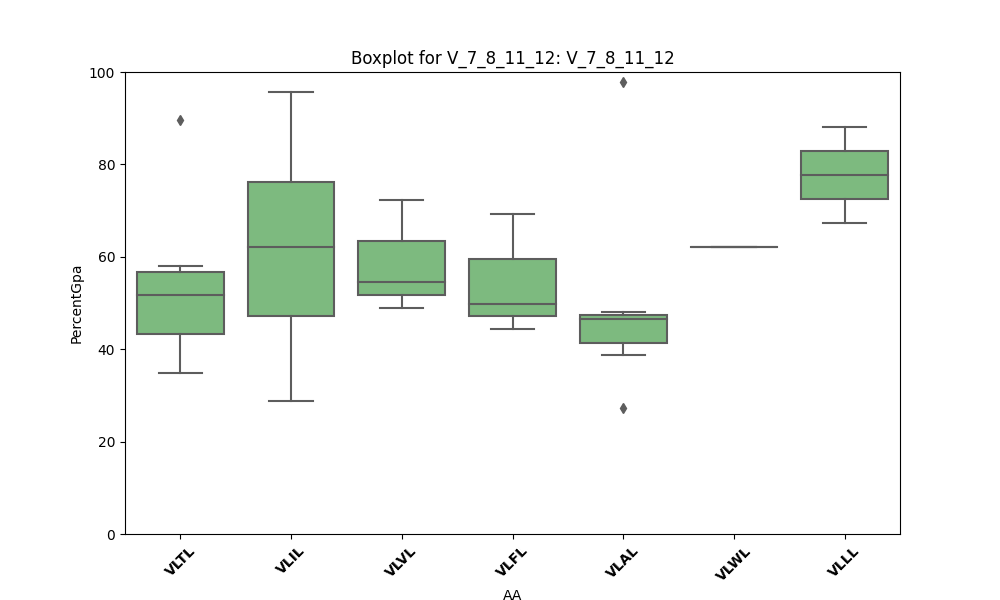 Boxplot for V_7_8_11_12: V_7_8_11_12
100
80
60
40
20
0
PercentGpa
VLTL
VLIL
VLVL
VLFL
VLAL
VLWL
VLLL
AA